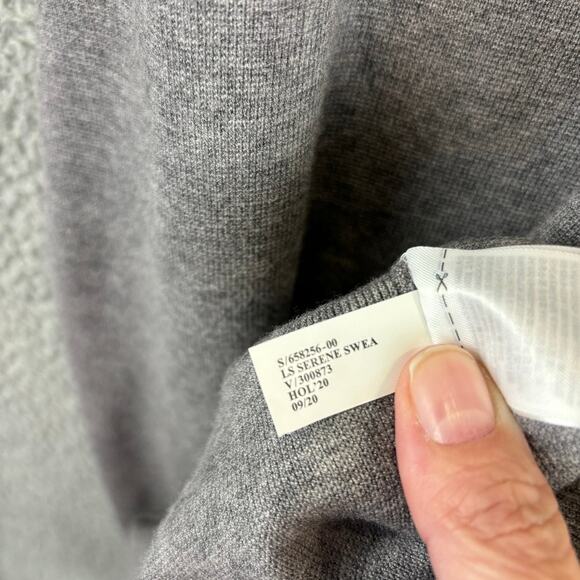 S/658256-00
LS SERENE SWEA
V/300873
HOL'20
09/20